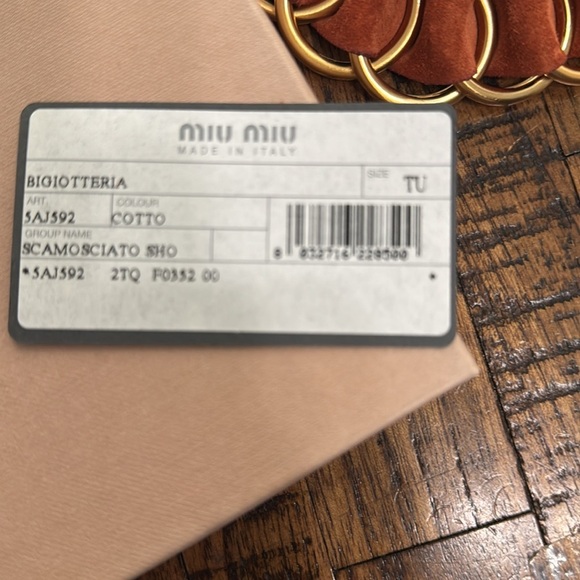 miu miu
MADE IN ITALY
BIGIOTTERIA SIZE TU
ART. COLOUR
5AJ592 COTTO
GROUP NAME
SCAMOSCIATO SHO
8 032716 220300
*5AJ592 2TQ F0352 00 *